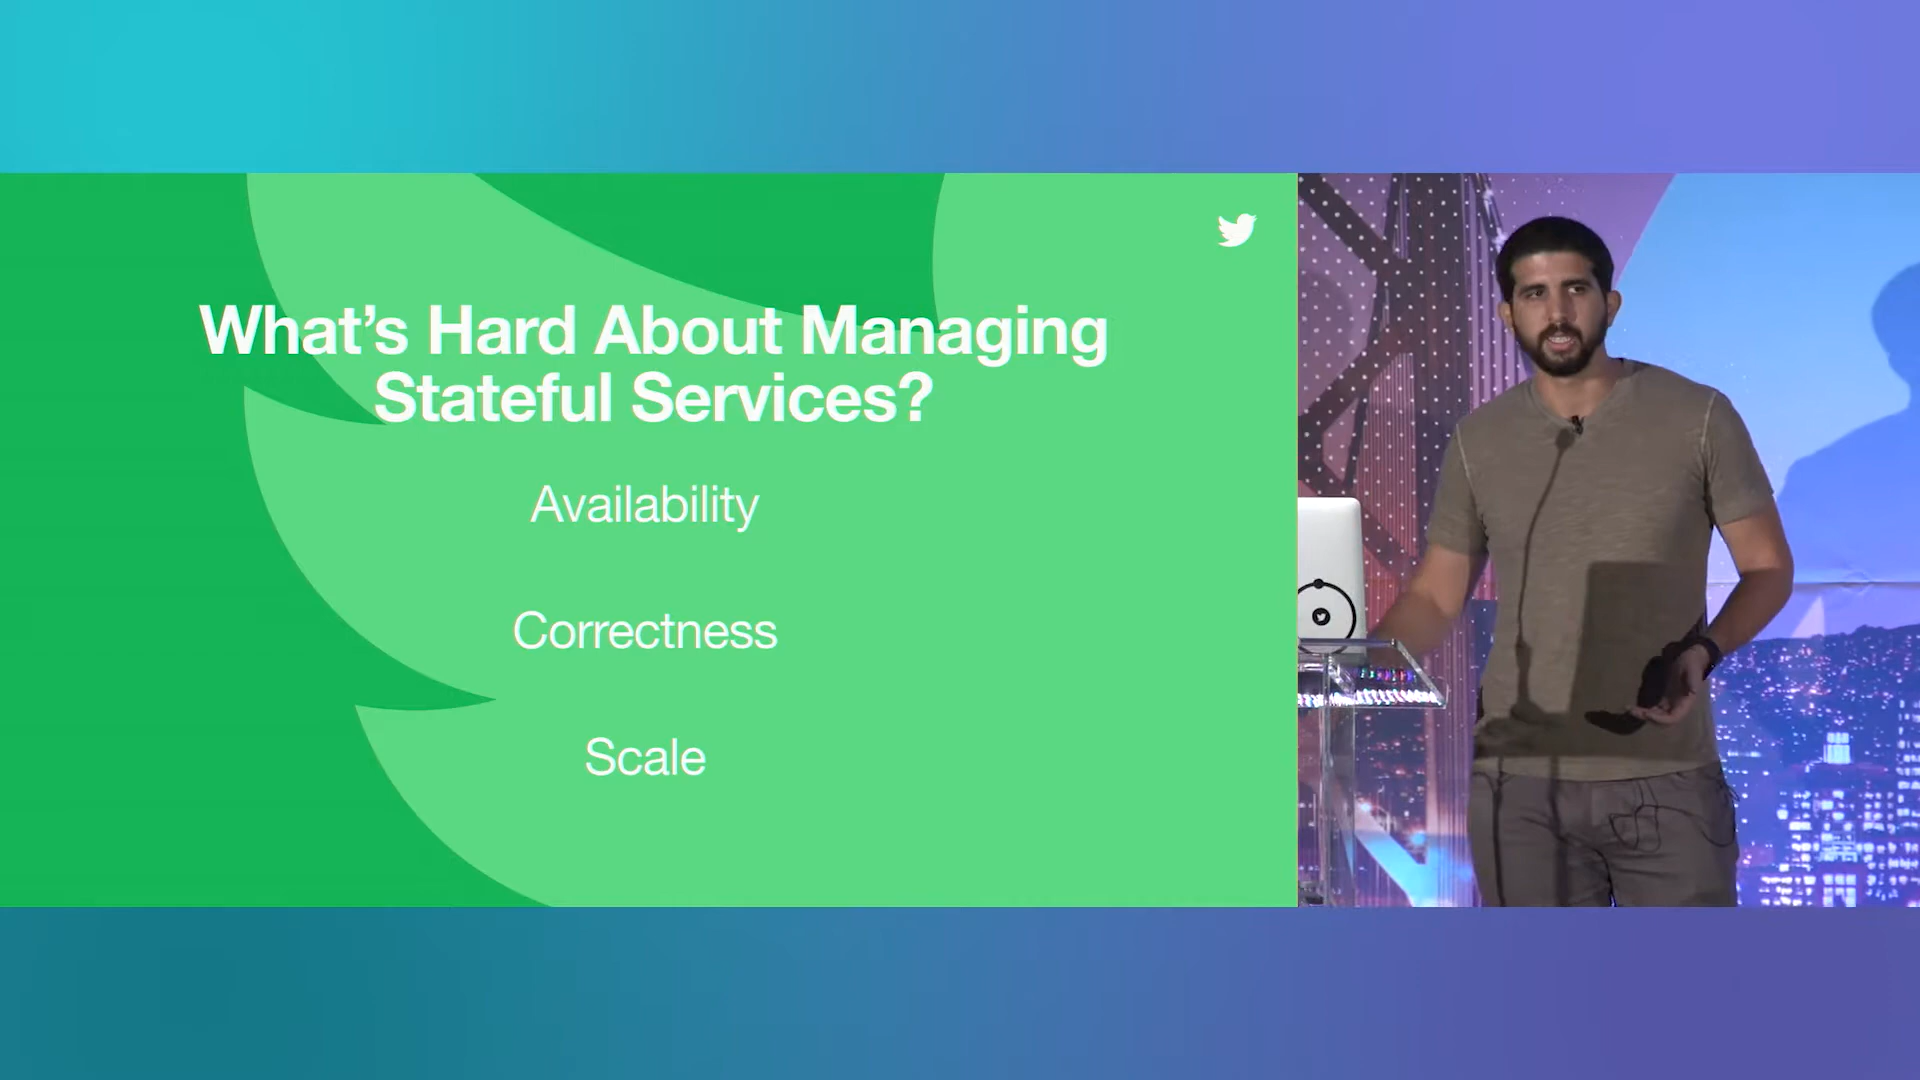 What's Hard About Managing
Stateful Services?
Availability
Correctness
Scale